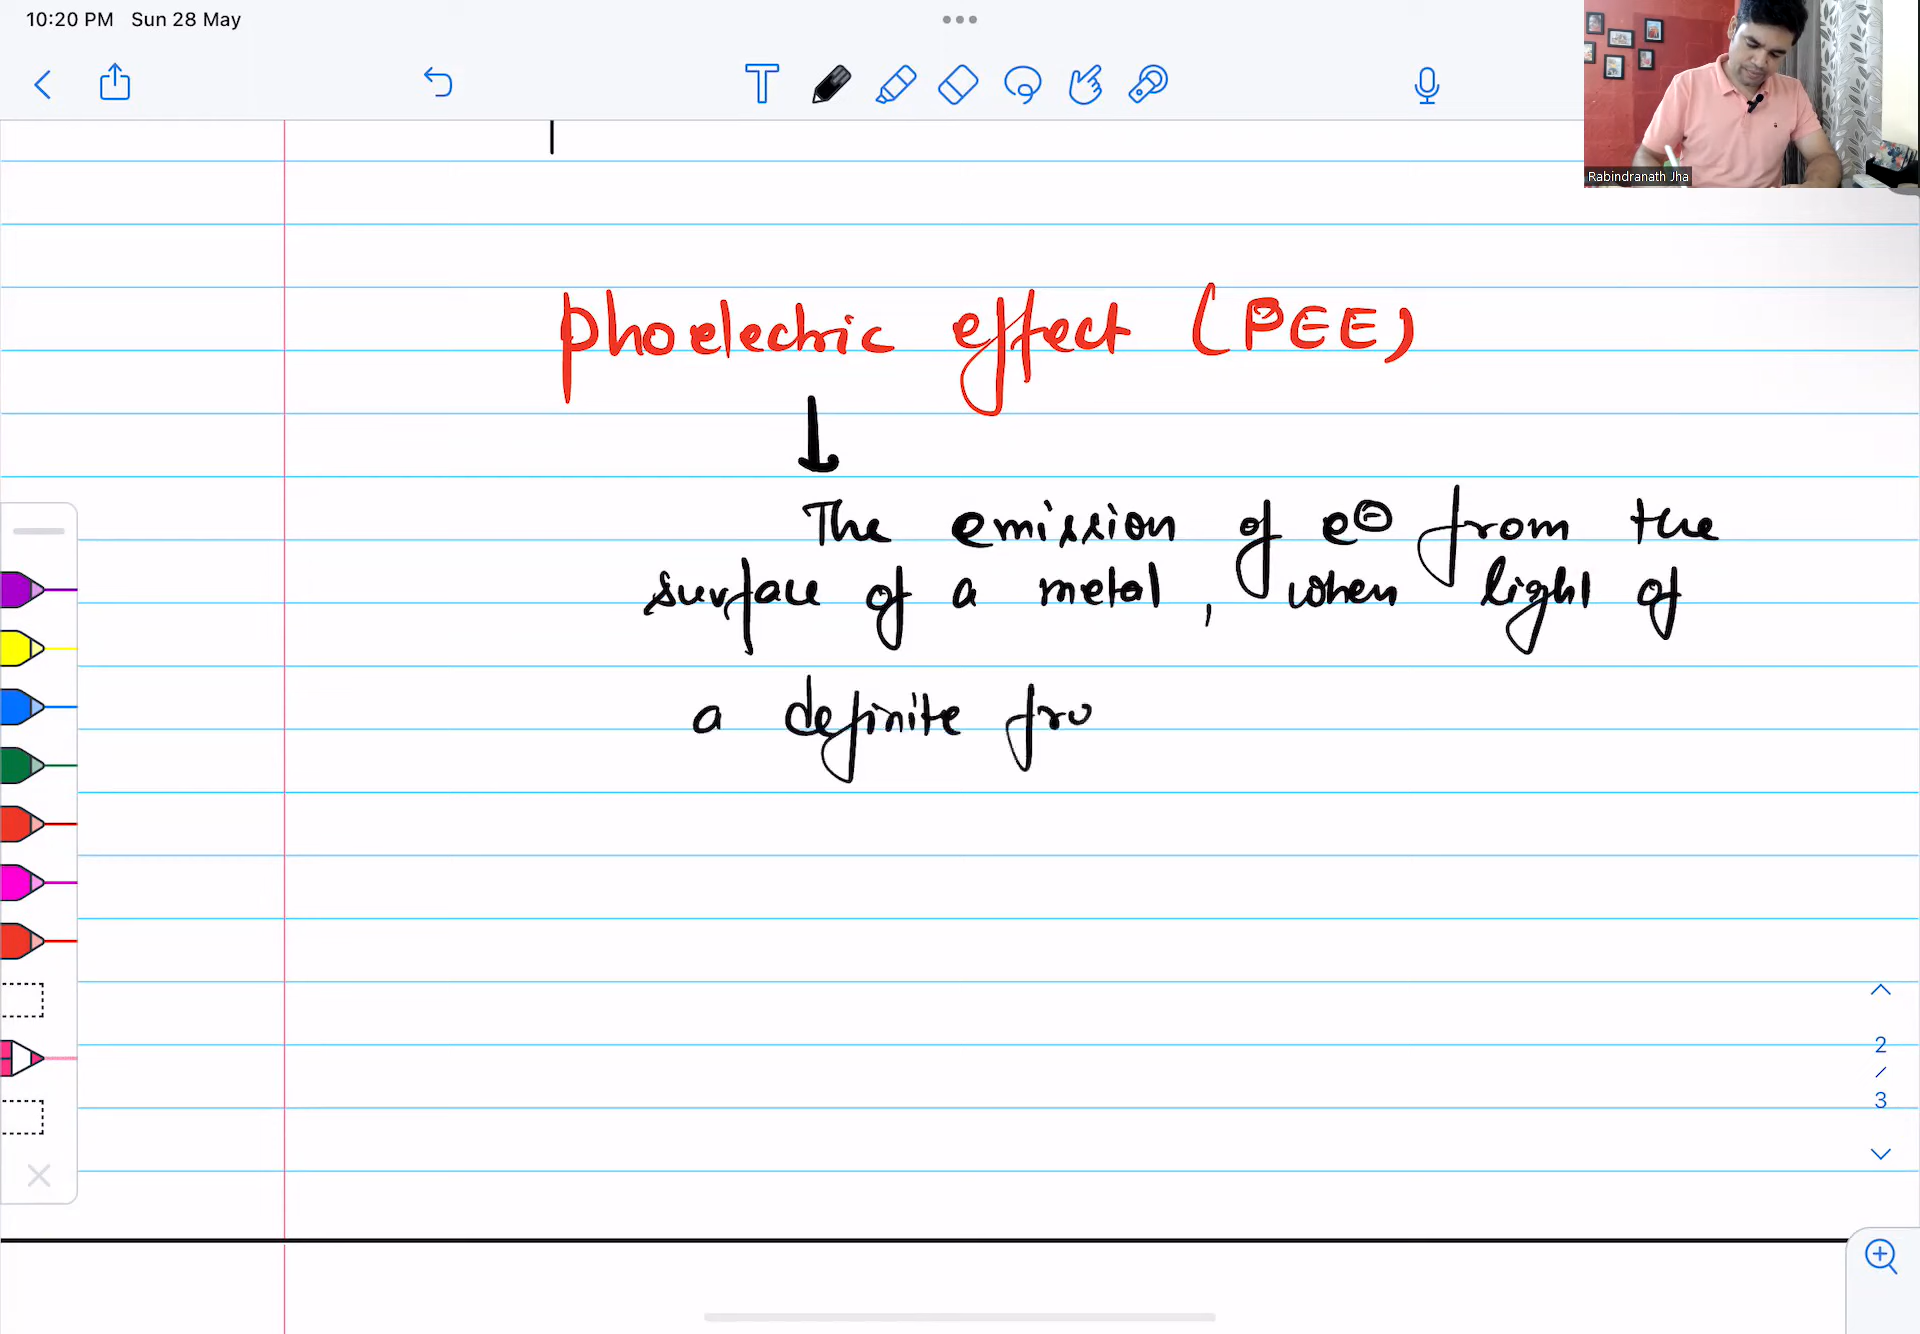 10:20 PM Sun 28 May
Rabindranath Jha
phoelectric effect (PEE)
The emission of e⊖ from the
surface of a metal, when light of
a definite fre
2
/
3